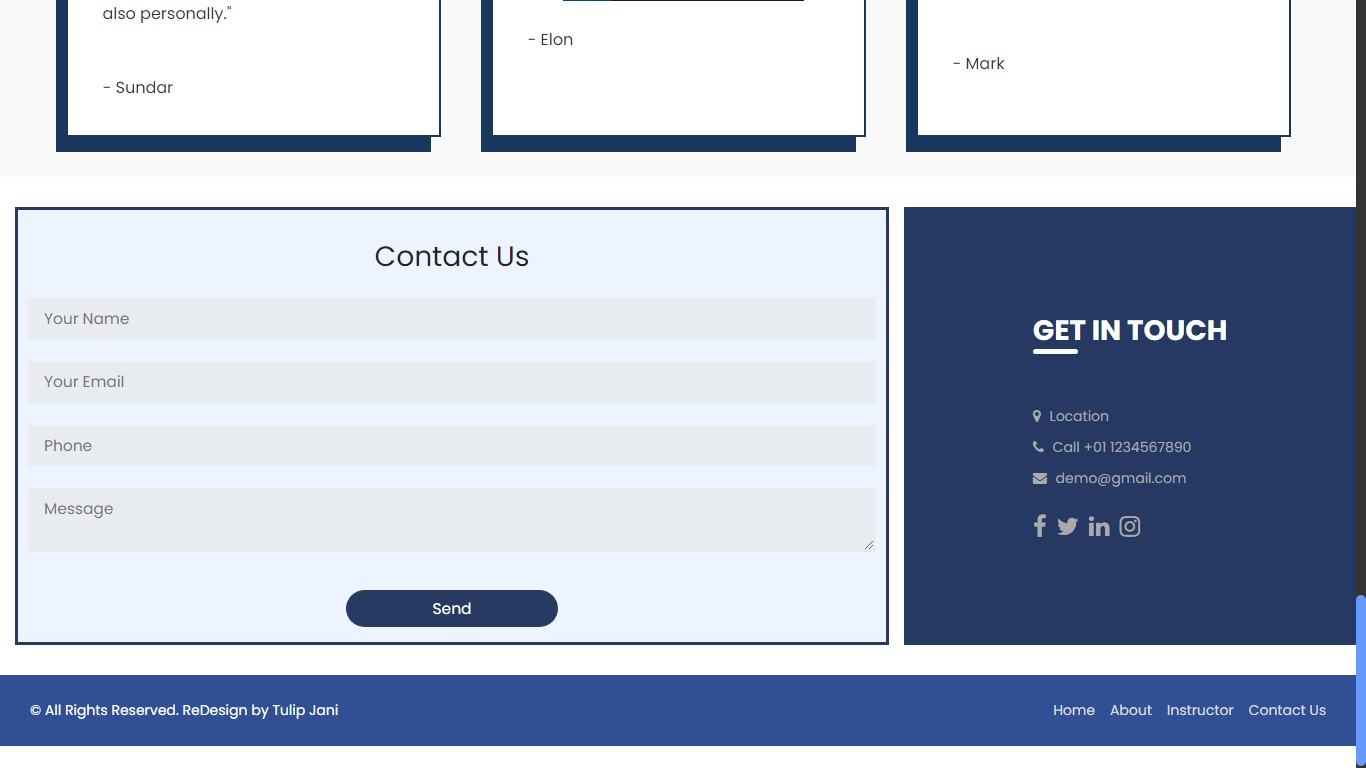 also personally."
- Sundar
- Elon
- Mark
Contact Us
Your Name
Your Email
Phone
Message
Send
GET IN TOUCH
Location
Call +01 1234567890
demo@gmail.com
© All Rights Reserved. ReDesign by Tulip Jani
Home About Instructor Contact Us